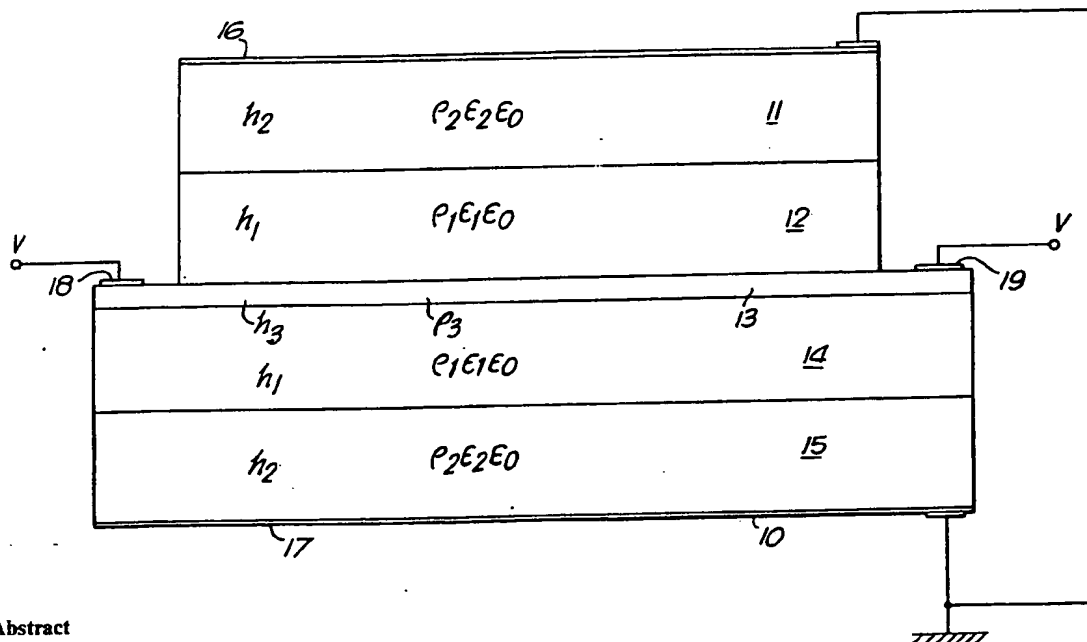 16
h₂ ρ₂ε₂ε₀ 11
h₁ ρ₁ε₁ε₀ 12
V V
18 19
h₃ ρ₃ 13
h₁ ρ₁ε₁ε₀ 14
h₂ ρ₂ε₂ε₀ 15
17 10
Abstract